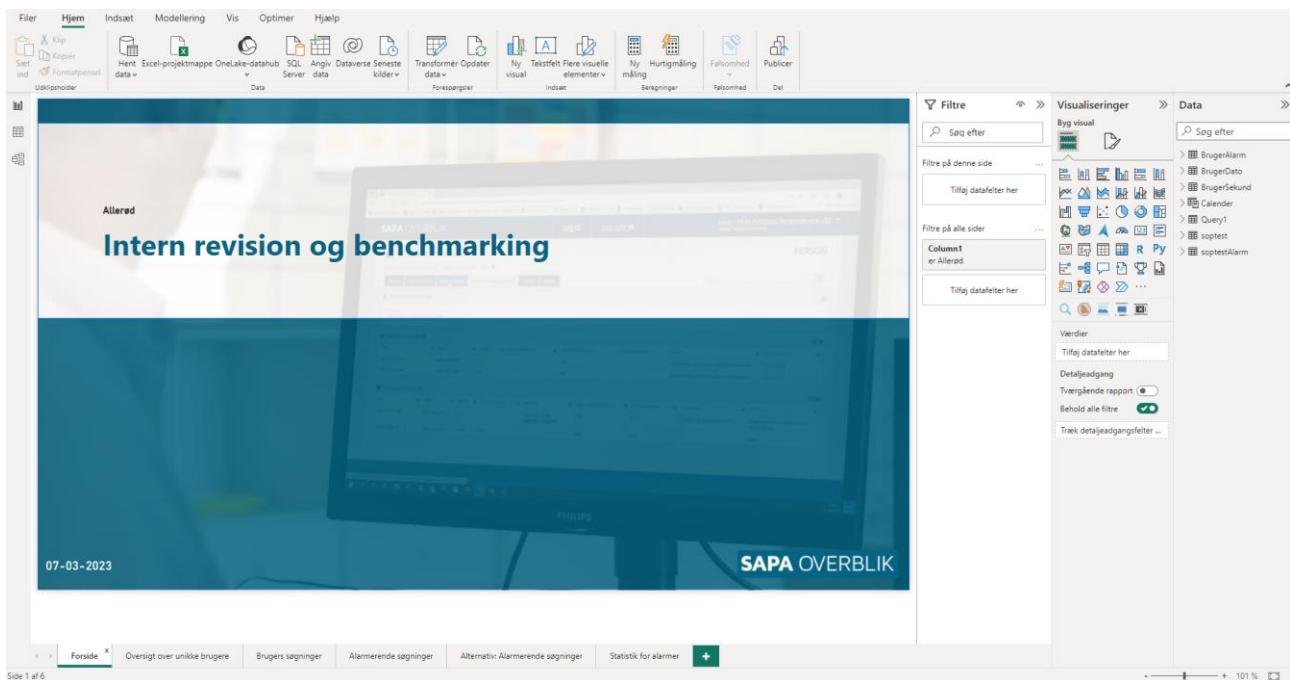 Filer Hjem Indsæt Modellering Vis Optimer Hjælp
Sæt ind
Klip
Kopiér
Formatpensel
Hent data
Excel-projektmappe
OneLake-datahub
SQL Server
Angiv data
Dataverse
Seneste kilder
Transformér data
Opdater
Ny visual
Tekstfelt
Flere visuelle elementer
Ny måling
Hurtigmåling
Følsomhed
Publicer
Udklipsholder Data Forespørgsler Indsæt Beregninger Følsomhed Del
Allerød
Intern revision og benchmarking
SAPA
PERSON
PHILIPS
07-03-2023
SAPA OVERBLIK
Filtre
Søg efter
Filtre på denne side ...
Tilføj datafelter her
Filtre på alle sider ...
Column1
er Allerød
Tilføj datafelter her
Visualiseringer
Byg visual
R Py
123
...
Værdier
Tilføj datafelter her
Detaljeadgang
Tværgående rapport
Behold alle filtre
Træk detaljeadgangsfelter ...
Data
Søg efter
BrugerAlarm
BrugerDato
BrugerSekund
Calender
Query1
soptest
soptestAlarm
Forside Oversigt over unikke brugere Brugers søgninger Alarmerende søgninger Alternativ: Alarmerende søgninger Statistik for alarmer
Side 1 af 6
- + 101 %